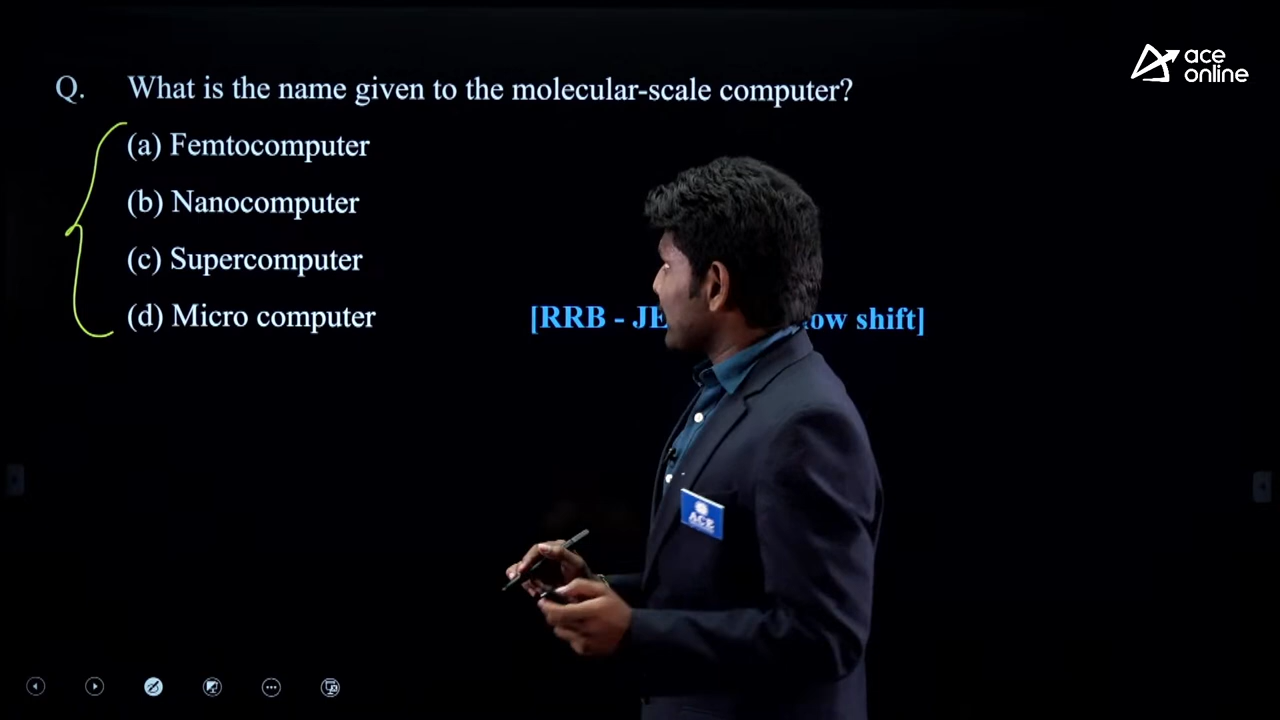 ace
online
Q. What is the name given to the molecular-scale computer?
(a) Femtocomputer
(b) Nanocomputer
(c) Supercomputer
(d) Micro computer [RRB - JE shift]
ACE